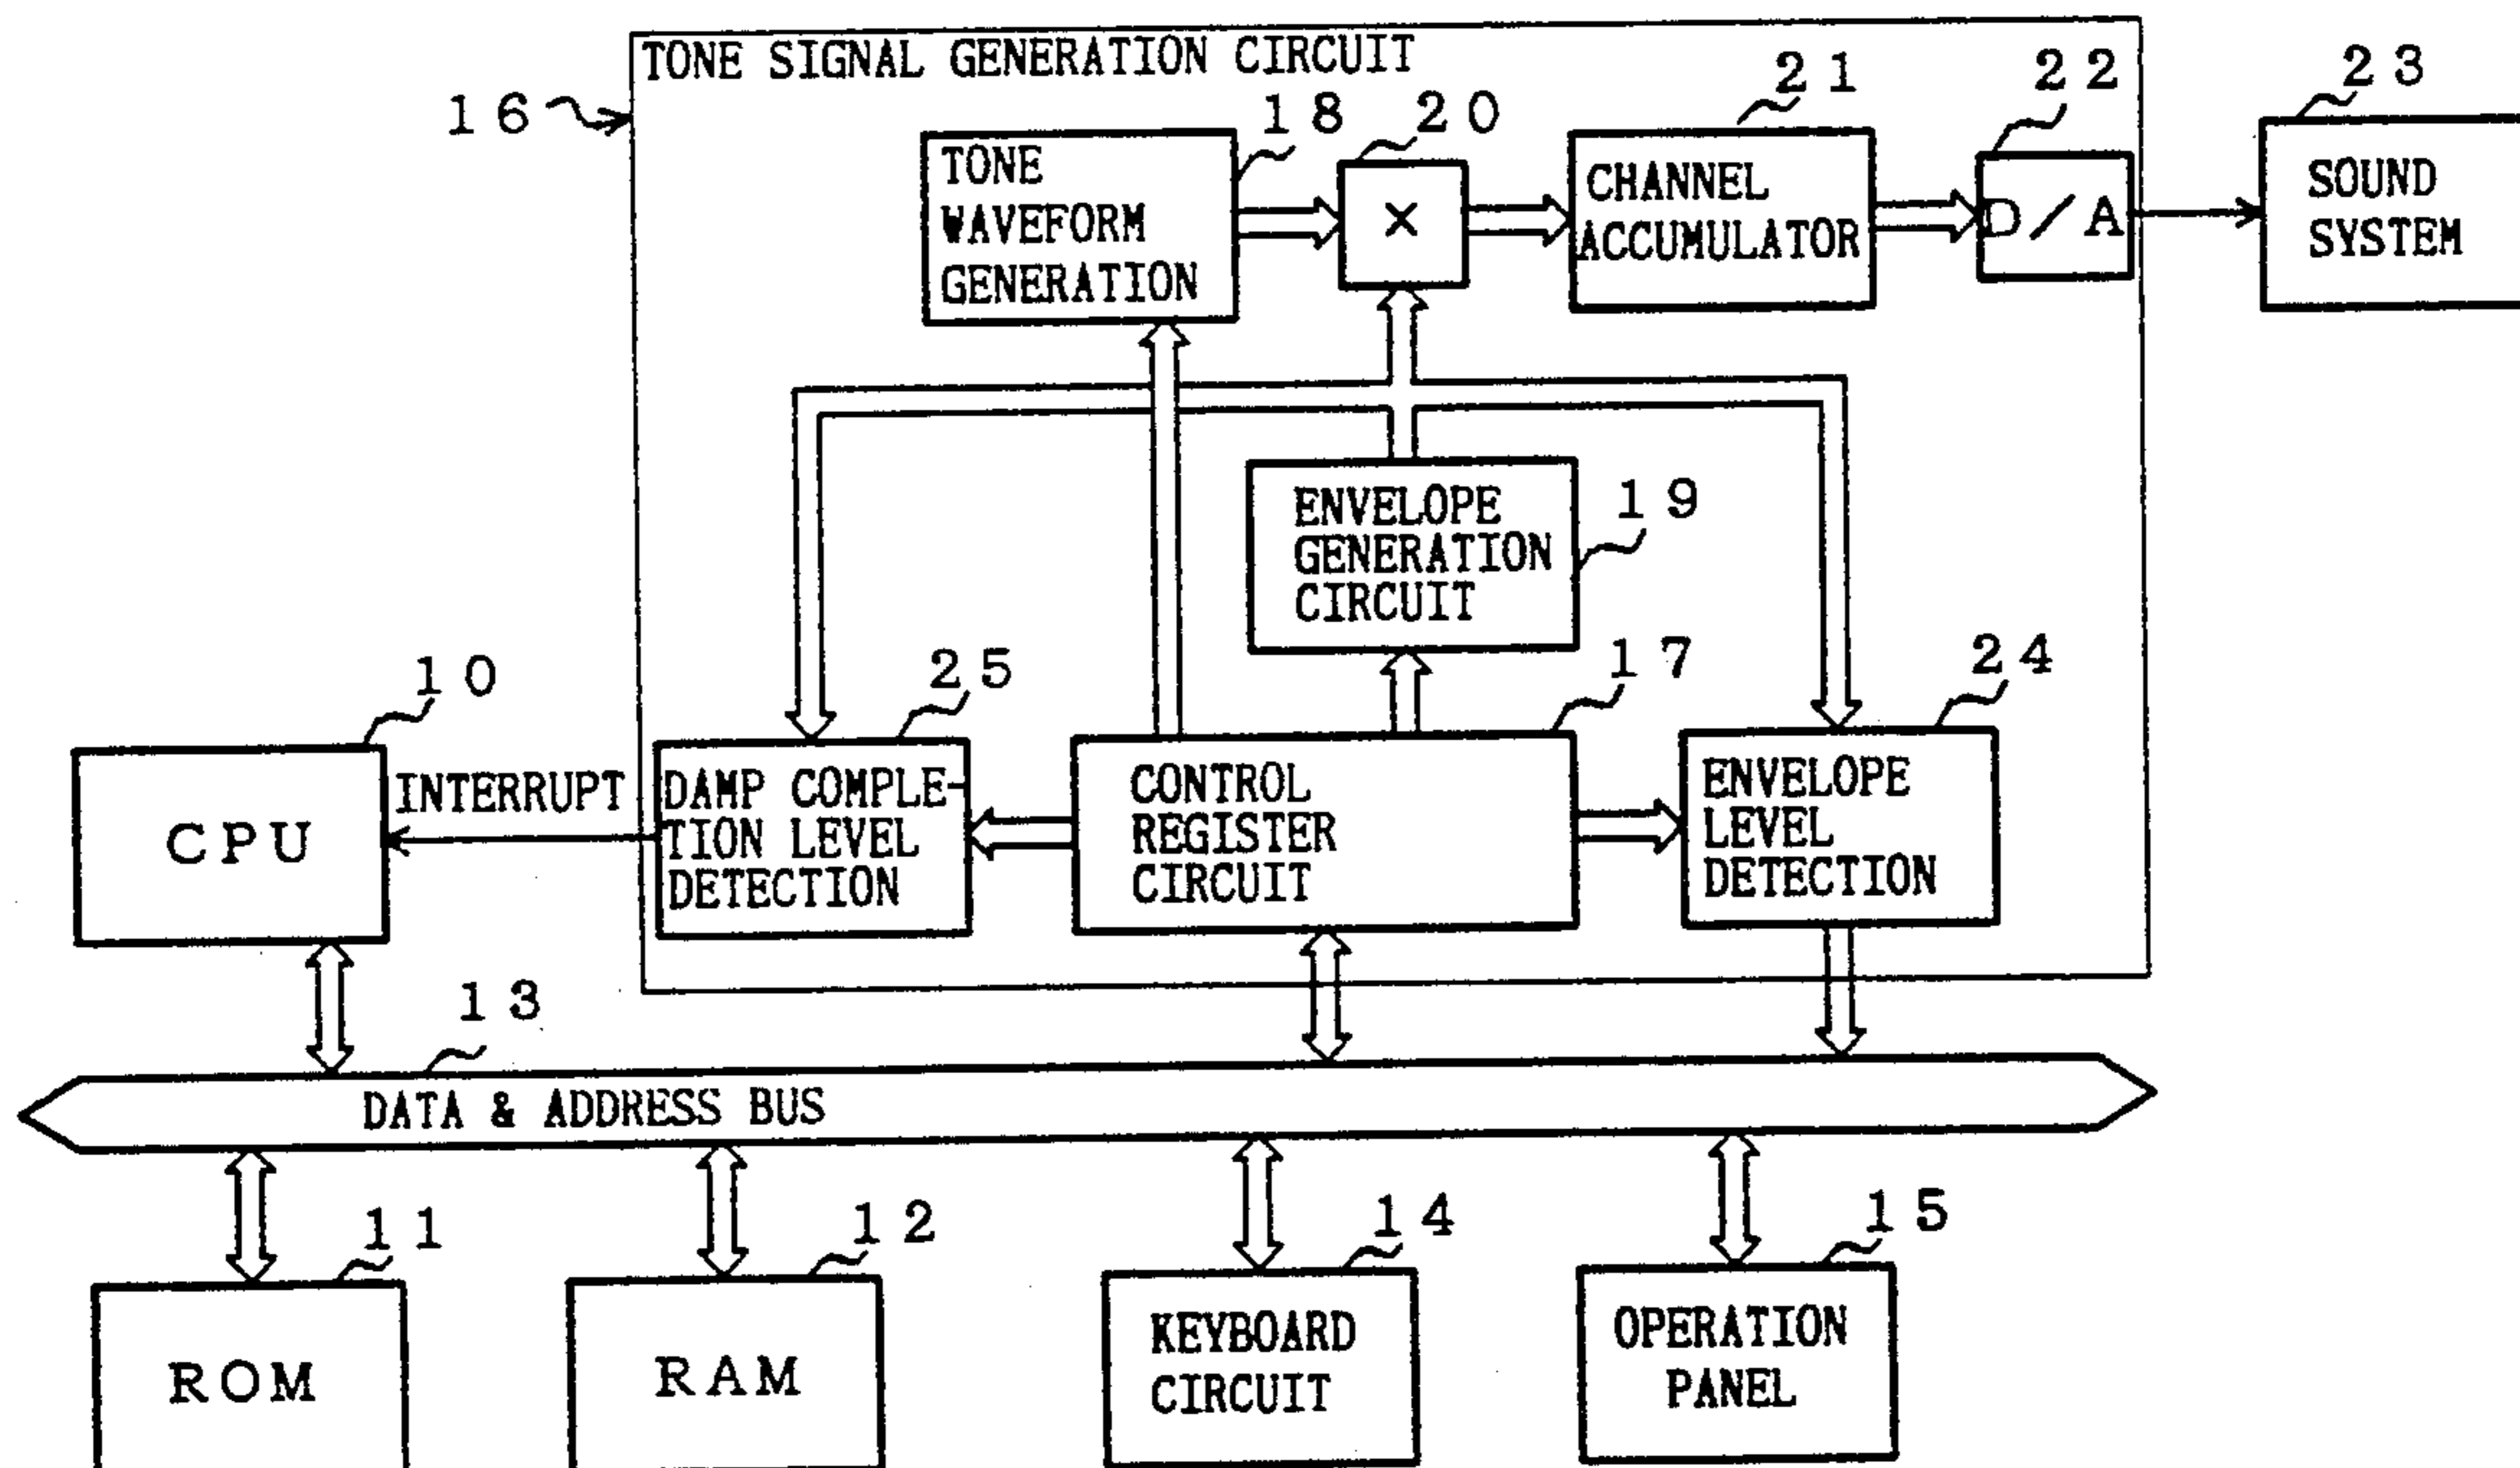 TONE SIGNAL GENERATION CIRCUIT
16
18
20
21
22
23
TONE
WAVEFORM
GENERATION
X
CHANNEL
ACCUMULATOR
D/A
SOUND
SYSTEM
ENVELOPE
GENERATION
CIRCUIT
19
10
25
17
24
CPU
INTERRUPT
DAMP COMPLE-
TION LEVEL
DETECTION
CONTROL
REGISTER
CIRCUIT
ENVELOPE
LEVEL
DETECTION
13
DATA & ADDRESS BUS
11
12
14
15
ROM
RAM
KEYBOARD
CIRCUIT
OPERATION
PANEL